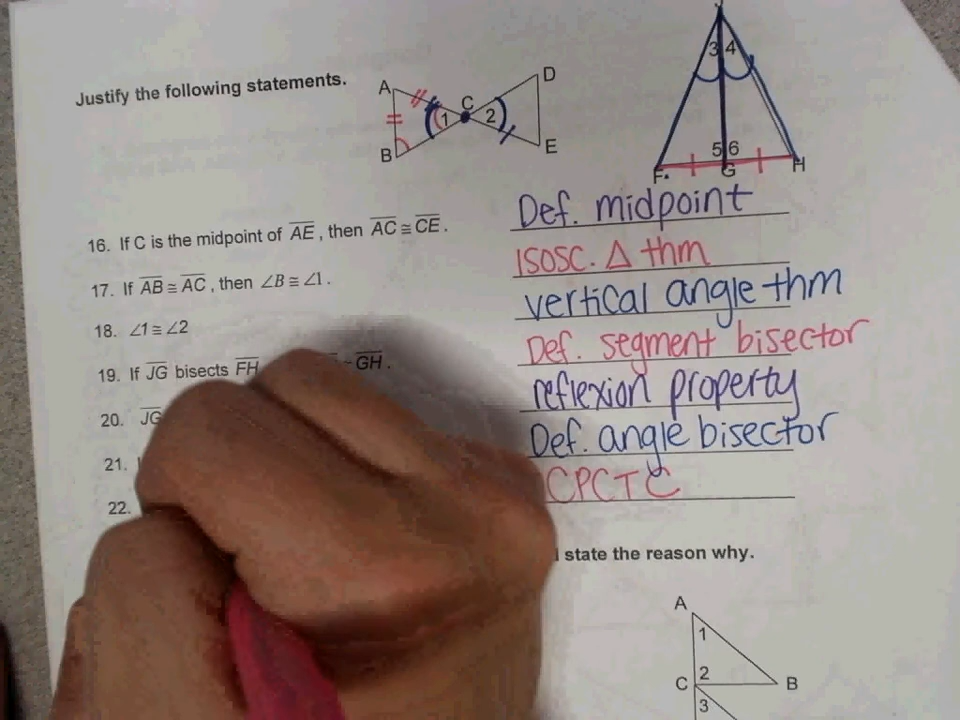 Justify the following statements.
A
B
C
1
2
D
E
3 4
5 6
F
G
H
16. If C is the midpoint of AE, then AC ≅ CE.
Def. midpoint
17. If AB ≅ AC, then ∠B ≅ ∠1.
Isosc. Δ thm
18. ∠1 ≅ ∠2
vertical angle thm
19. If JG bisects FH GH.
Def. segment bisector
20. JG
reflexion property
21.
Def. angle bisector
22.
CPCTC
state the reason why.
A
1
2
C
B
3